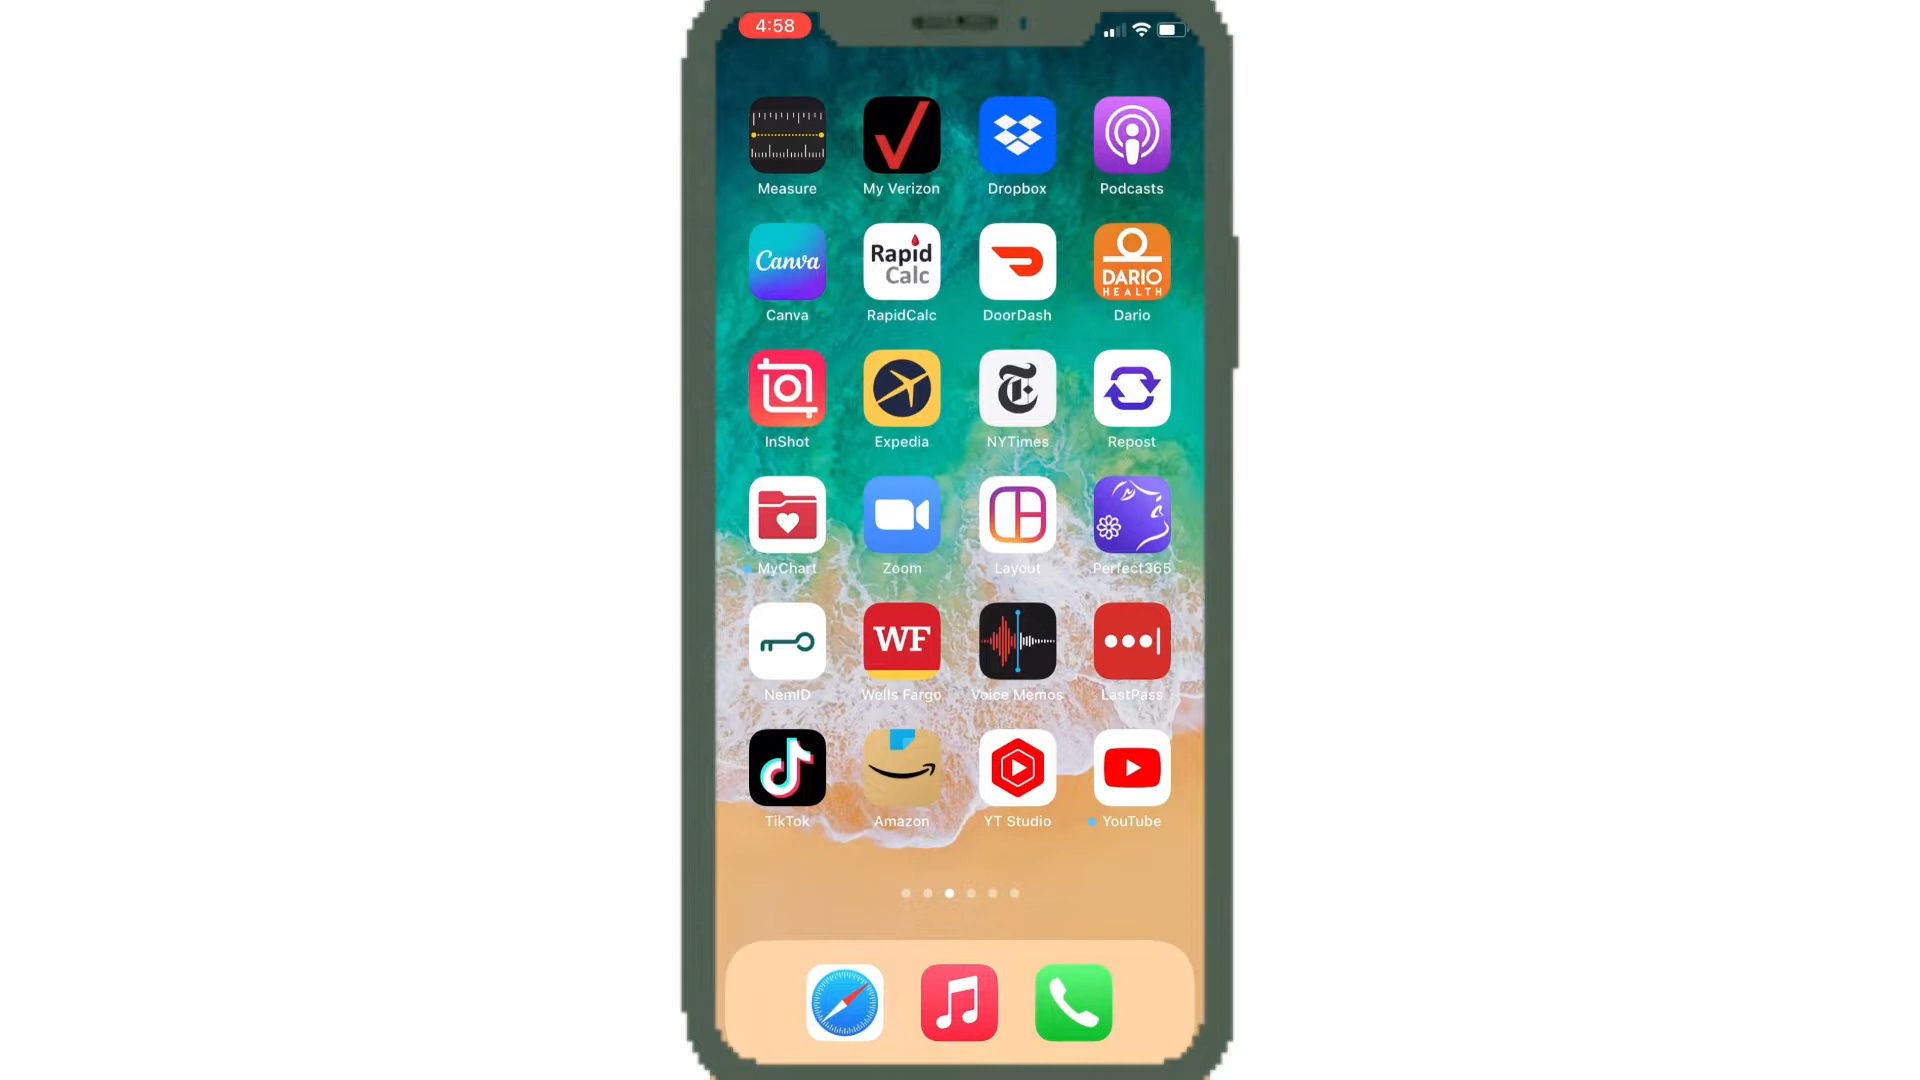 4:58
Measure
My Verizon
Dropbox
Podcasts
Canva
Rapid
Calc
DARIO
HEALTH
Canva
RapidCalc
DoorDash
Dario
InShot
Expedia
NYTimes
Repost
MyChart
Zoom
Layout
Perfect365
WF
NemID
Wells Fargo
Voice Memos
LastPass
TikTok
Amazon
YT Studio
YouTube